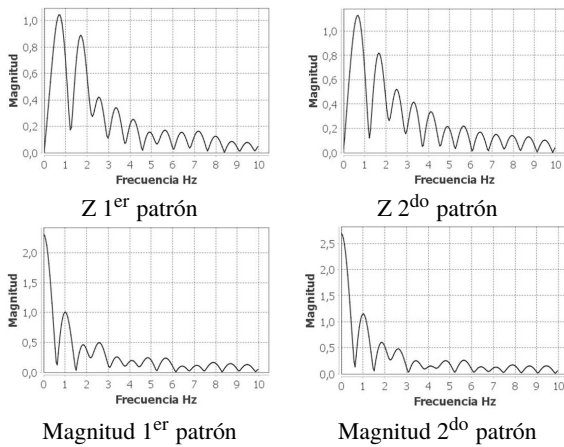 Magnitud
1,0
0,8
0,6
0,4
0,2
0,0
0 1 2 3 4 5 6 7 8 9 10
Frecuencia Hz
Z 1er patrón
Magnitud
1,0
0,8
0,6
0,4
0,2
0,0
0 1 2 3 4 5 6 7 8 9 10
Frecuencia Hz
Z 2do patrón
Magnitud
2,0
1,5
1,0
0,5
0,0
0 1 2 3 4 5 6 7 8 9 10
Frecuencia Hz
Magnitud 1er patrón
Magnitud
2,5
2,0
1,5
1,0
0,5
0,0
0 1 2 3 4 5 6 7 8 9 10
Frecuencia Hz
Magnitud 2do patrón